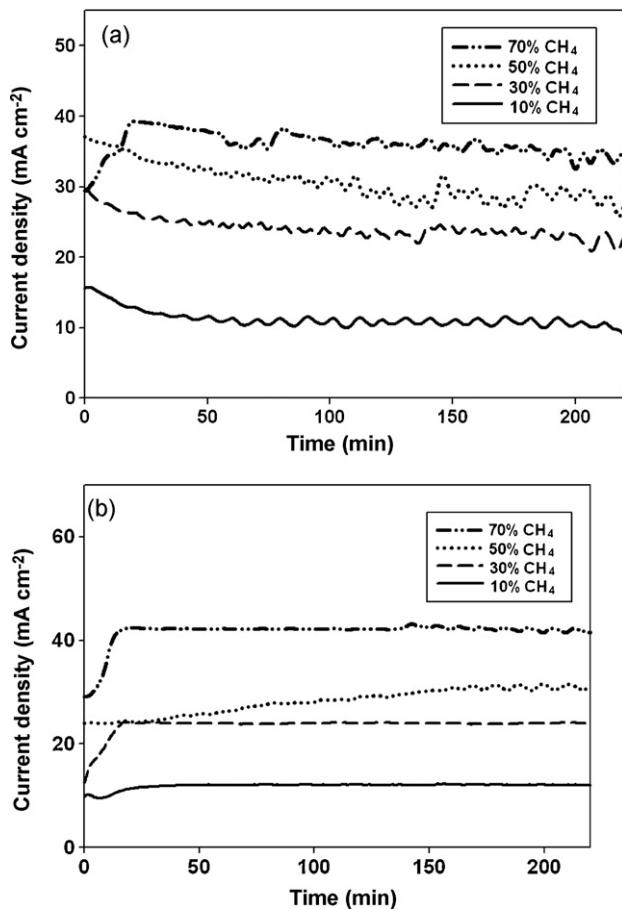 (a)
70% CH₄
50% CH₄
30% CH₄
10% CH₄
Current density (mA cm⁻²)
50
40
30
20
10
0
0 50 100 150 200
Time (min)
(b)
70% CH₄
50% CH₄
30% CH₄
10% CH₄
Current density (mA cm⁻²)
60
40
20
0
0 50 100 150 200
Time (min)